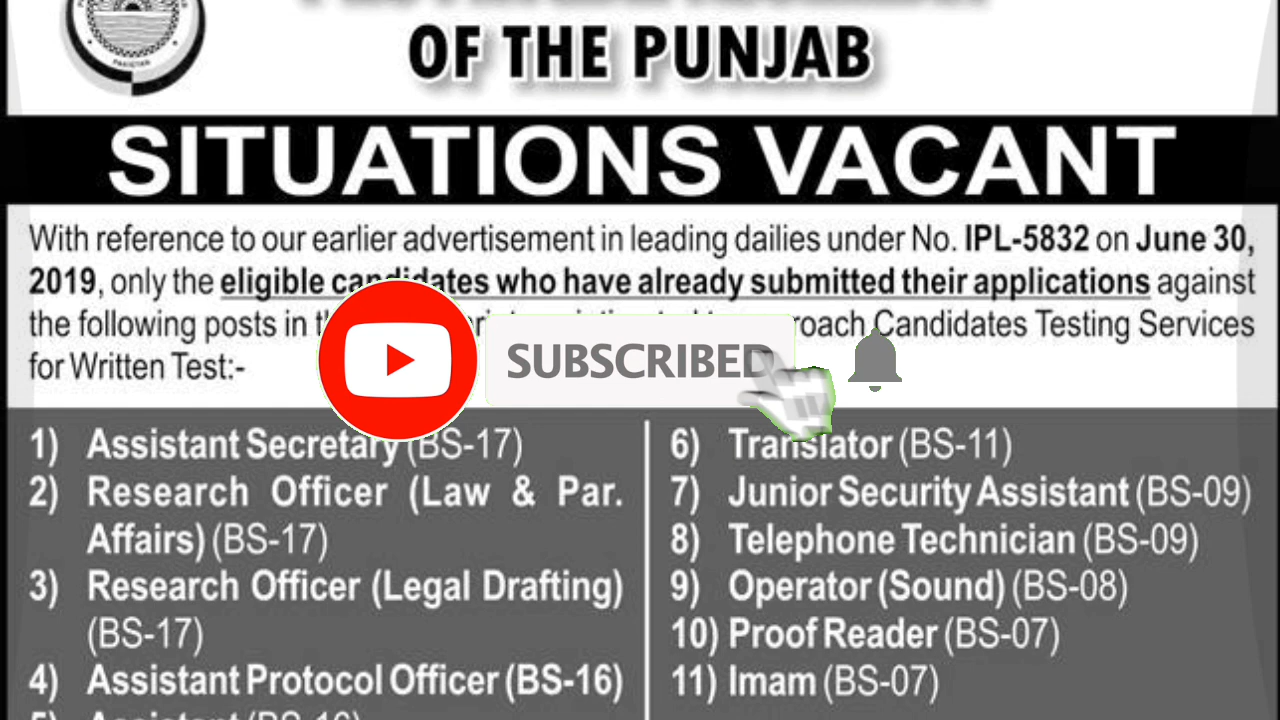 PAKISTAN
OF THE PUNJAB
SITUATIONS VACANT
With reference to our earlier advertisement in leading dailies under No. IPL-5832 on June 30,
2019, only the eligible candidates who have already submitted their applications against
the following posts in Candidates Testing Services
for Written Test:-
SUBSCRIBED
1) Assistant Secretary (BS-17)
2) Research Officer (Law & Par.
Affairs) (BS-17)
3) Research Officer (Legal Drafting)
(BS-17)
4) Assistant Protocol Officer (BS-16)
5) Assistant (BS-16)
6) Translator (BS-11)
7) Junior Security Assistant (BS-09)
8) Telephone Technician (BS-09)
9) Operator (Sound) (BS-08)
10) Proof Reader (BS-07)
11) Imam (BS-07)